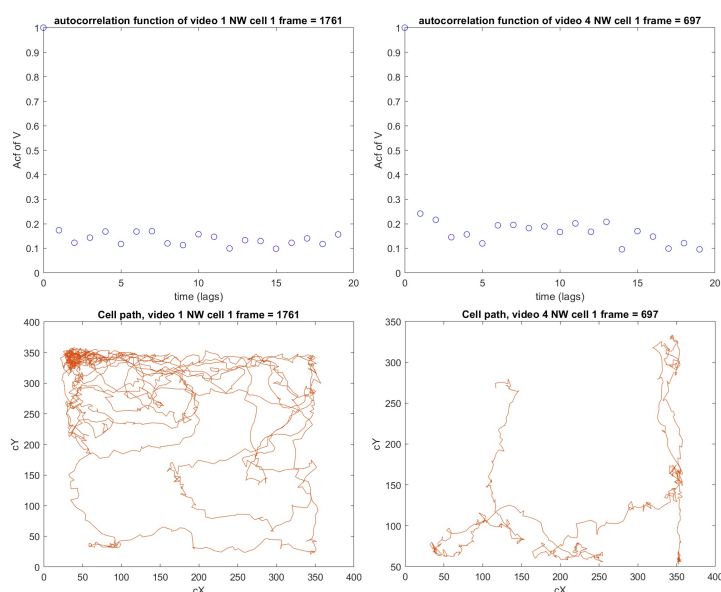 autocorrelation function of video 1 NW cell 1 frame = 1761
1
0.9
0.8
0.7
0.6
0.5
0.4
0.3
0.2
0.1
0
Acf of V
0 5 10 15 20
time (lags)
autocorrelation function of video 4 NW cell 1 frame = 697
1
0.9
0.8
0.7
0.6
0.5
0.4
0.3
0.2
0.1
0
Acf of V
0 5 10 15 20
time (lags)
Cell path, video 1 NW cell 1 frame = 1761
400
350
300
250
200
150
100
50
0
cY
0 50 100 150 200 250 300 350 400
cX
Cell path, video 4 NW cell 1 frame = 697
350
300
250
200
150
100
50
cY
0 50 100 150 200 250 300 350 400
cX